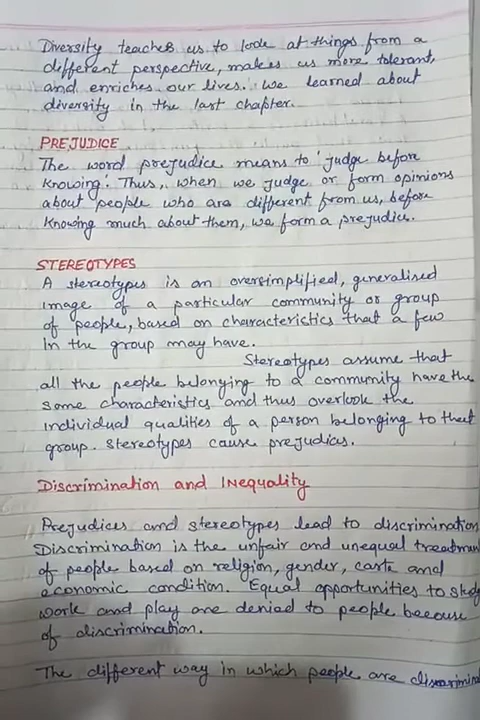 Diversity teaches us to look at things from a
different perspective, makes us more tolerant,
and enriches our lives. We learned about
diversity in the last chapter.
PREJUDICE
The word prejudice means to 'judge before
knowing'. Thus, when we judge or form opinions
about people who are different from us, before
knowing much about them, we form a prejudice.
STEREOTYPES
A stereotypes is an oversimplified, generalised
image of a particular community or group
of people, based on characteristics that a few
in the group may have.
Stereotypes assume that
all the people belonging to a community have the
same characteristics and thus overlook the
individual qualities of a person belonging to that
group. Stereotypes cause prejudices.
Discrimination and Inequality
Prejudices and stereotypes lead to discrimination
Discrimination is the unfair and unequal treatmen
of people based on religion, gender, caste and
economic condition. Equal opportunities to study
work and play are denied to people because
of discrimination.
The different way in which people are discrimina